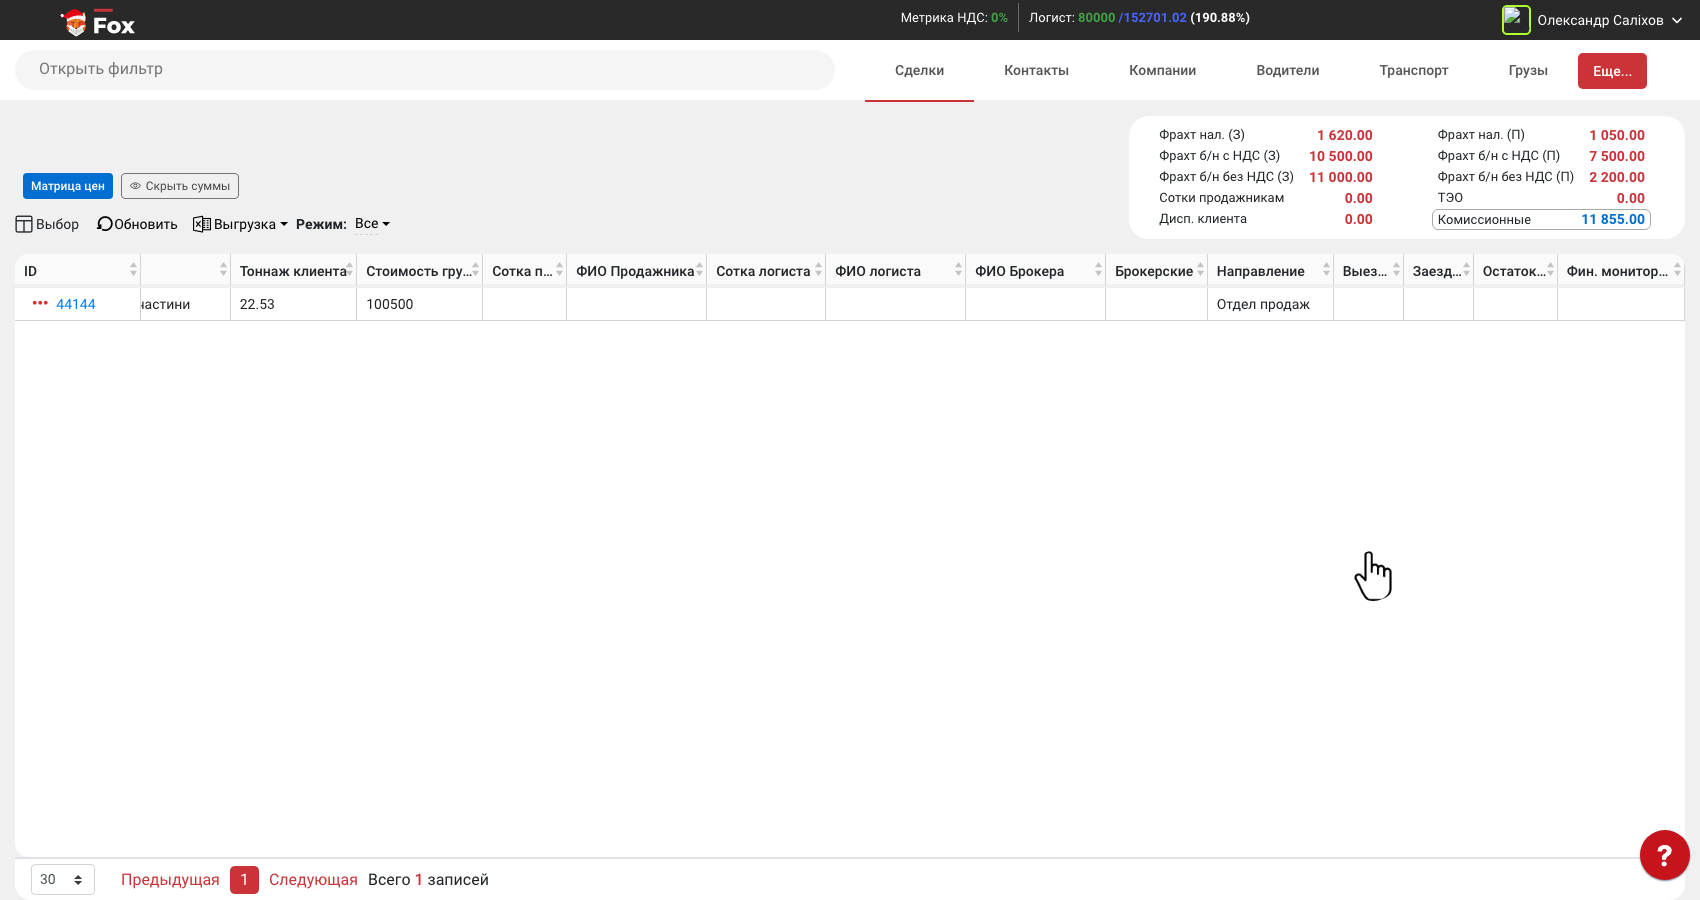 Fox
Метрика НДС: 0%
Логист: 80000 /152701.02 (190.88%)
Олександр Саліхов
Открыть фильтр
Сделки
Контакты
Компании
Водители
Транспорт
Грузы
Еще...
Фрахт нал. (З) 1 620.00
Фрахт б/н с НДС (З) 10 500.00
Фрахт б/н без НДС (З) 11 000.00
Сотки продажникам 0.00
Дисп. клиента 0.00
Фрахт нал. (П) 1 050.00
Фрахт б/н с НДС (П) 7 500.00
Фрахт б/н без НДС (П) 2 200.00
ТЭО 0.00
Комиссионные 11 855.00
Матрица цен
Скрыть суммы
Выбор
Обновить
Выгрузка
Режим: Все
ID Тоннаж клиента Стоимость гру... Сотка п... ФИО Продажника Сотка логиста ФИО логиста ФИО Брокера Брокерские Направление Выез... Заезд... Остаток... Фин. монитор...
••• 44144 частини 22.53 100500 Отдел продаж
30 Предыдущая 1 Следующая Всего 1 записей
?